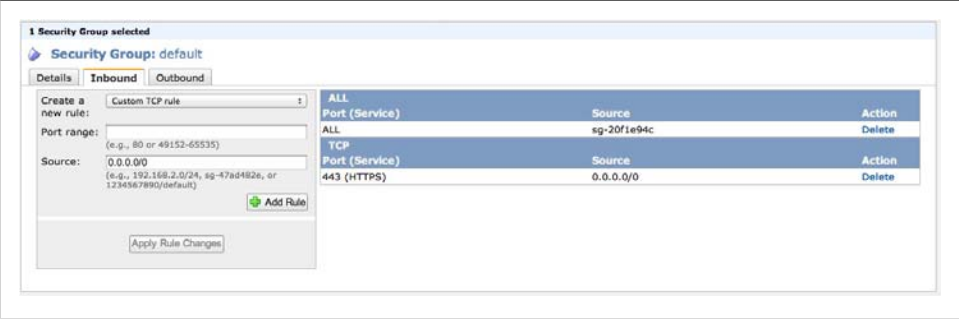 1 Security Group selected
Security Group: default
Details Inbound Outbound
Create a new rule: Custom TCP rule
Port range:
(e.g., 80 or 49152-65535)
Source: 0.0.0.0/0
(e.g., 192.168.2.0/24, sg-47ad482e, or
1234567890/default)
Add Rule
Apply Rule Changes
ALL
Port (Service) Source Action
ALL sg-20f1e94c Delete
TCP
Port (Service) Source Action
443 (HTTPS) 0.0.0.0/0 Delete